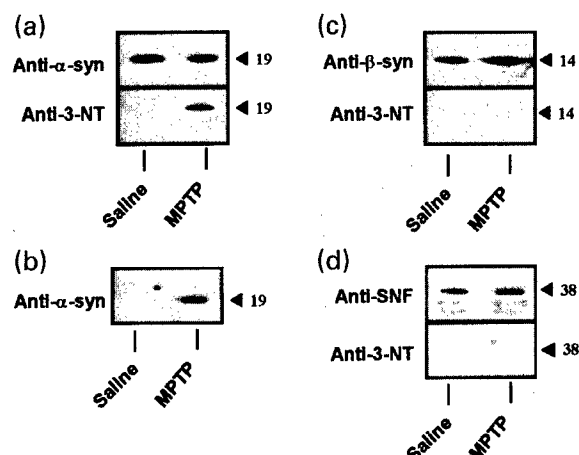 (a)
Anti-α-syn ◄ 19
Anti-3-NT ◄ 19
Saline
MPTP
(b)
Anti-α-syn ◄ 19
Saline
MPTP
(c)
Anti-β-syn ◄ 14
Anti-3-NT ◄ 14
Saline
MPTP
(d)
Anti-SNF ◄ 38
Anti-3-NT ◄ 38
Saline
MPTP